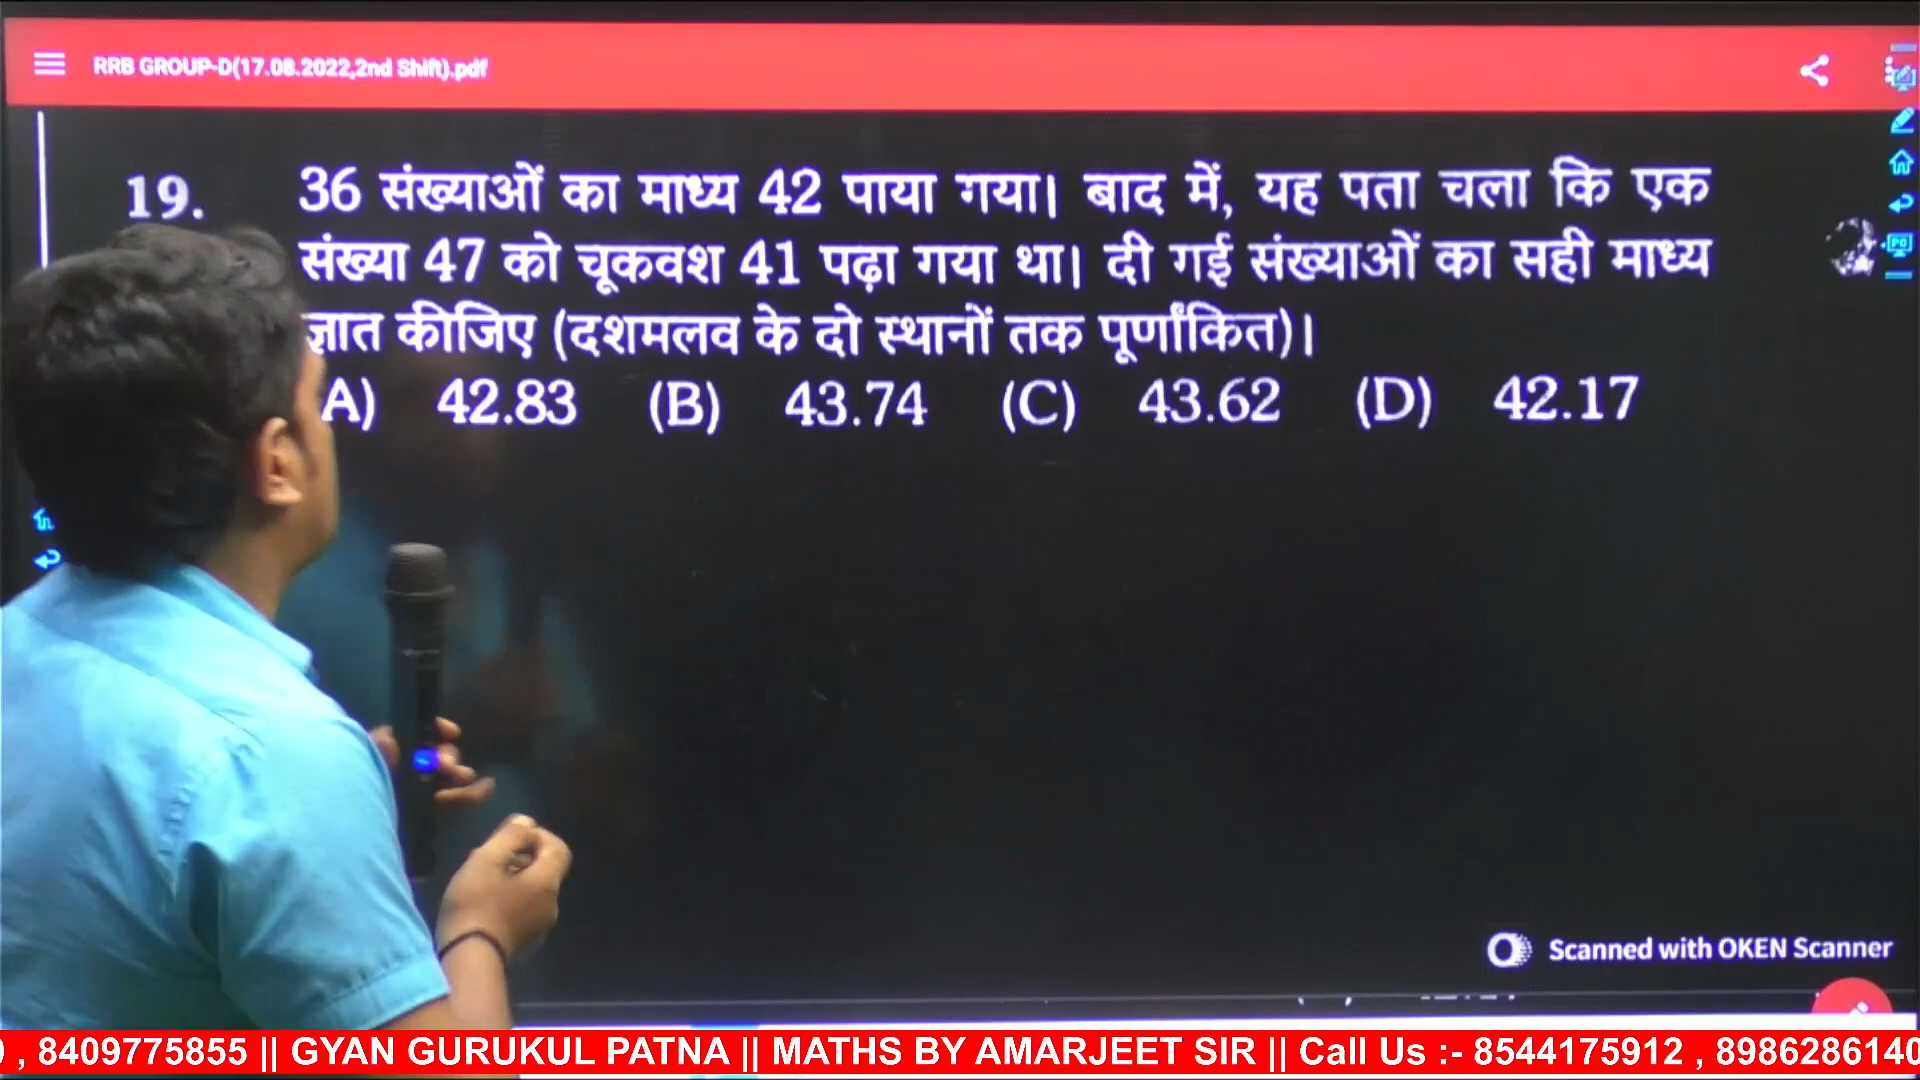 RRB GROUP-D(17.08.2022,2nd Shift).pdf
19. 36 संख्याओं का माध्य 42 पाया गया। बाद में, यह पता चला कि एक
संख्या 47 को चूकवश 41 पढ़ा गया था। दी गई संख्याओं का सही माध्य
ज्ञात कीजिए (दशमलव के दो स्थानों तक पूर्णांकित)।
A) 42.83 (B) 43.74 (C) 43.62 (D) 42.17
Scanned with OKEN Scanner
, 8409775855 || GYAN GURUKUL PATNA || MATHS BY AMARJEET SIR || Call Us :- 8544175912 , 8986286140